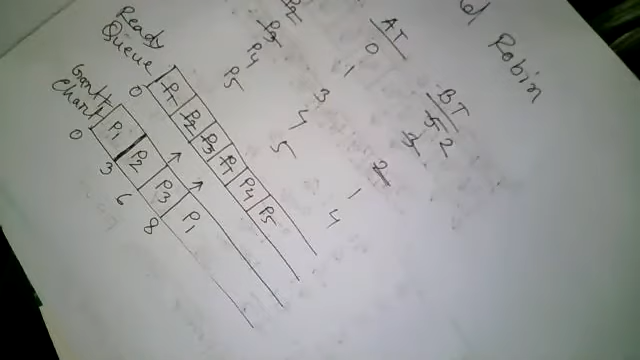 d Robin
AT
BT
0
5 2
1
3
P3
P4
3
P5
4
2
5
1
4
Ready
Queue
P1 P2 P3 P1 P4 P5
0
Gantt
Chart
P1 P2 P3 P1
0 3 6 8